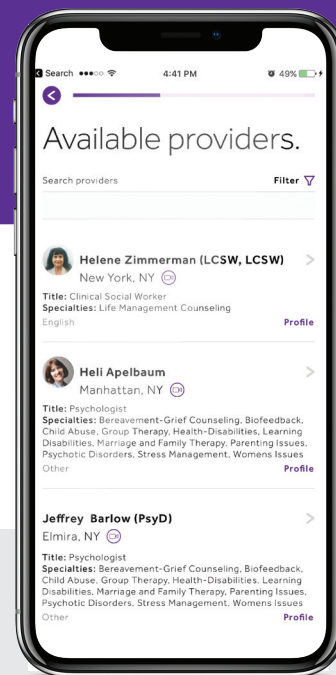 Search
4:41 PM
49%
Available providers.
Search providers
Filter
Helene Zimmerman (LCSW, LCSW)
New York, NY
Title: Clinical Social Worker
Specialties: Life Management Counseling
English
Profile
Heli Apelbaum
Manhattan, NY
Title: Psychologist
Specialties: Bereavement-Grief Counseling, Biofeedback,
Child Abuse, Group Therapy, Health-Disabilities, Learning
Disabilities, Marriage and Family Therapy, Parenting Issues,
Psychotic Disorders, Stress Management, Womens Issues
Other
Profile
Jeffrey Barlow (PsyD)
Elmira, NY
Title: Psychologist
Specialties: Bereavement-Grief Counseling, Biofeedback,
Child Abuse, Group Therapy, Health-Disabilities, Learning
Disabilities, Marriage and Family Therapy, Parenting Issues,
Psychotic Disorders, Stress Management, Womens Issues
Other
Profile